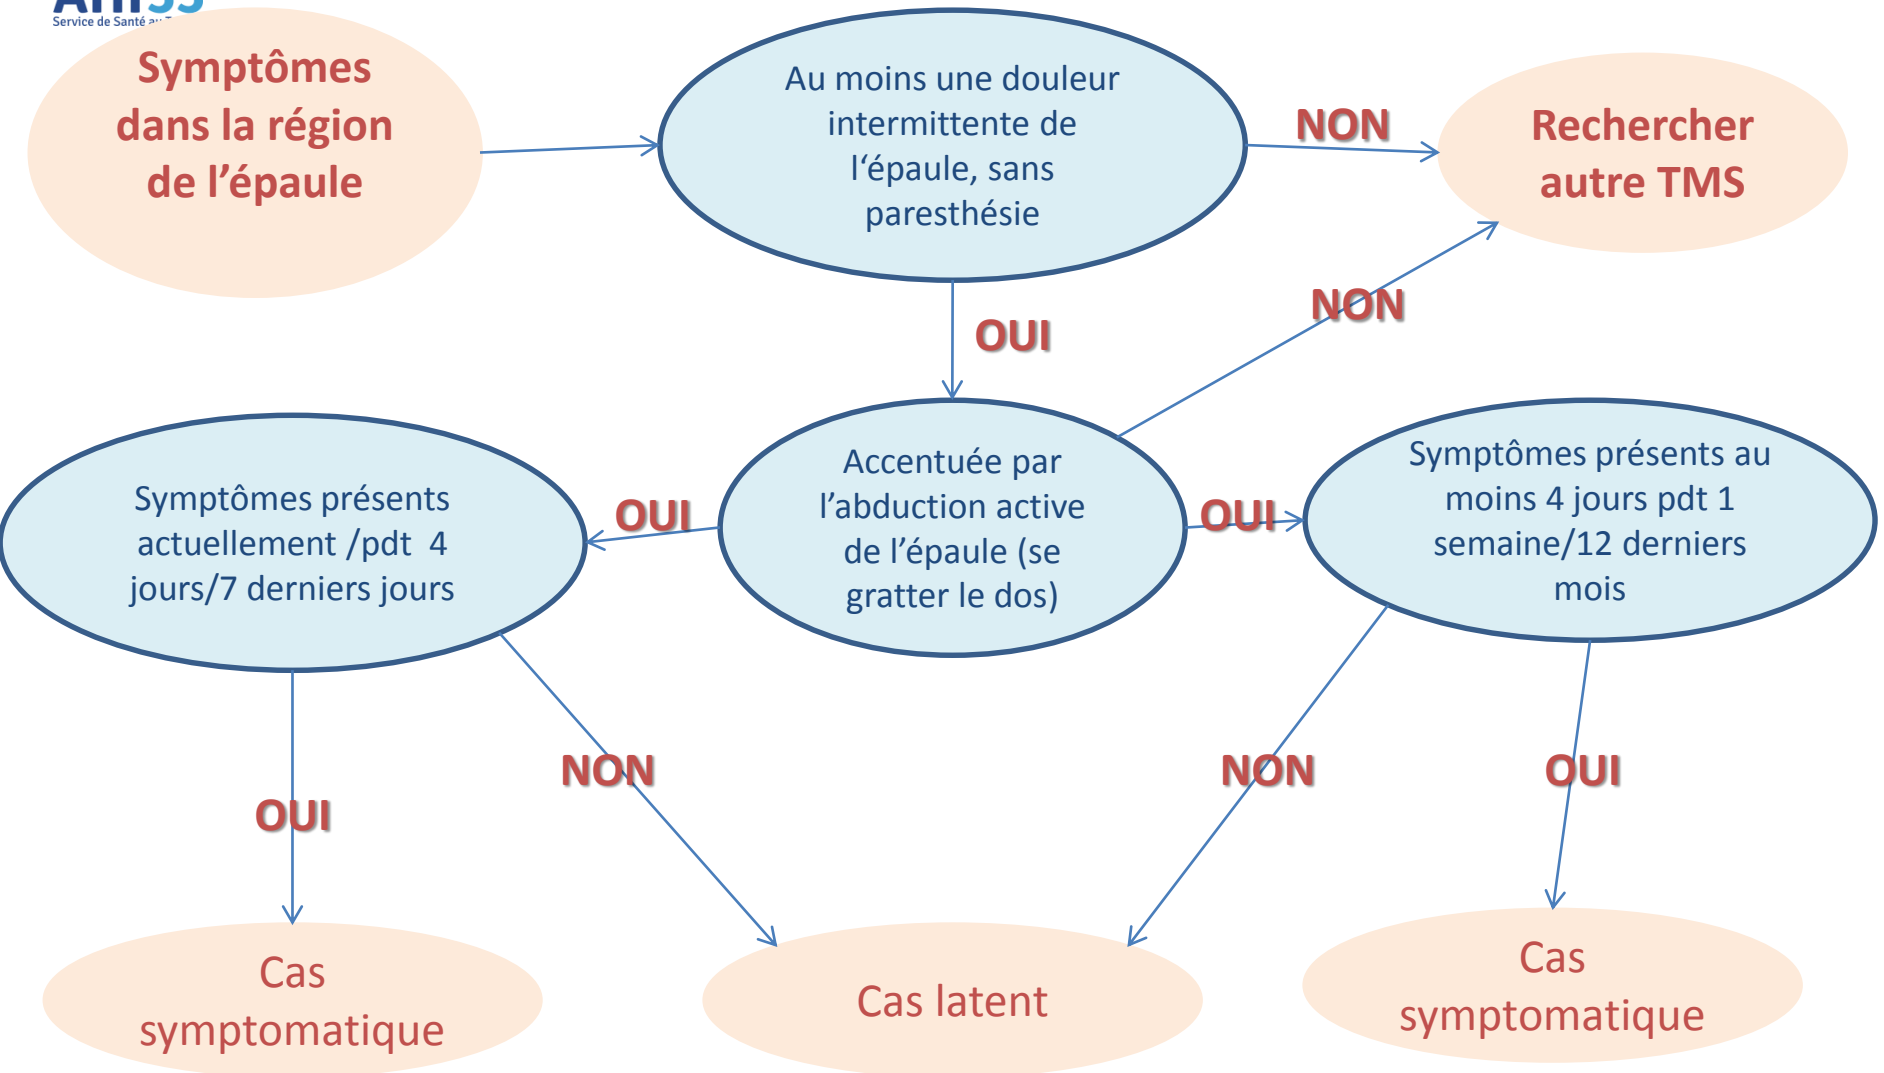 Service de Santé au
Symptômes
dans la région
de l’épaule
Au moins une douleur
intermittente de
l‘épaule, sans
paresthésie
NON
Rechercher
autre TMS
OUI
NON
Symptômes présents
actuellement /pdt 4
jours/7 derniers jours
OUI
Accentuée par
l’abduction active
de l’épaule (se
gratter le dos)
OUI
Symptômes présents au
moins 4 jours pdt 1
semaine/12 derniers
mois
OUI
NON
NON
OUI
Cas
symptomatique
Cas latent
Cas
symptomatique